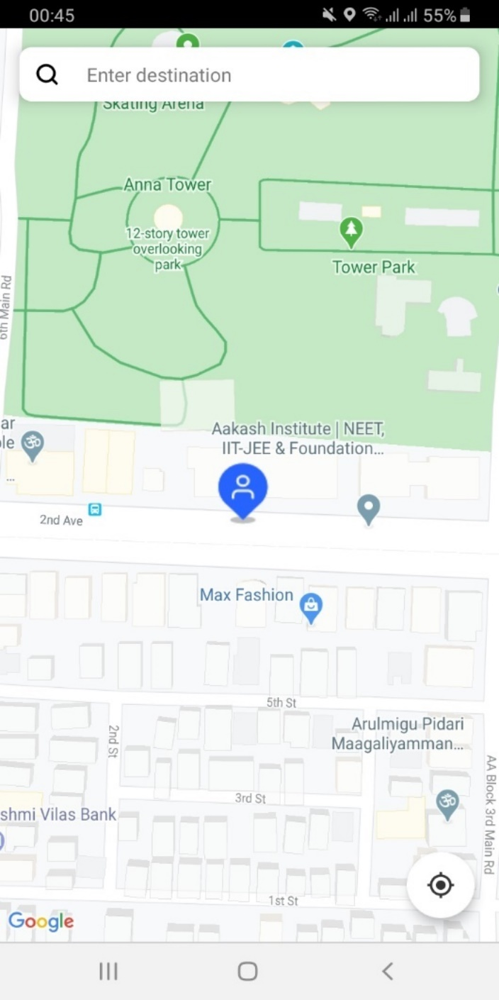 00:45
55%
Enter destination
Skating Arena
Anna Tower
12-story tower
overlooking
park
Tower Park
6th Main Rd
Aakash Institute | NEET,
IIT-JEE & Foundation...
...
2nd Ave
Max Fashion
5th St
2nd St
Arulmigu Pidari
Maagaliyamman...
AA Block 3rd Main Rd
3rd St
shmi Vilas Bank
1st St
Google